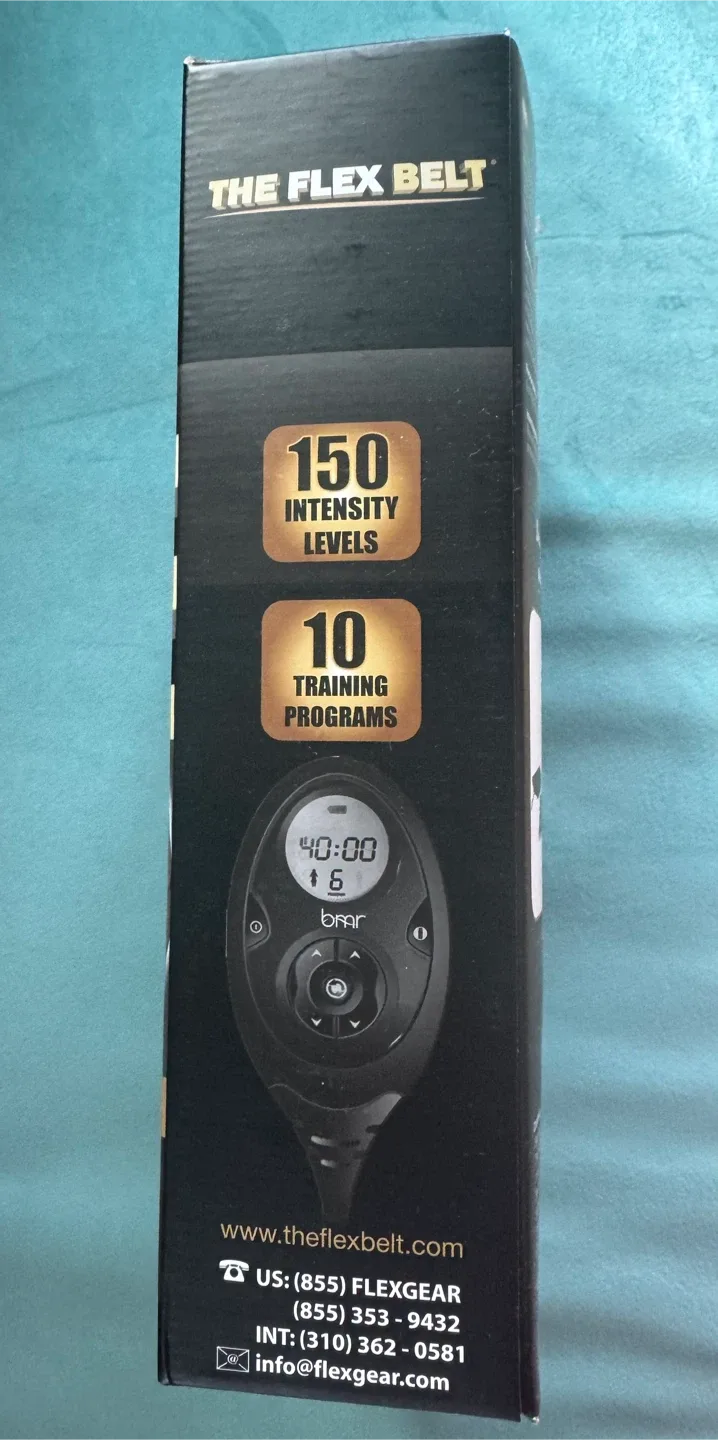 THE FLEX BELT®
150
INTENSITY
LEVELS
10
TRAINING
PROGRAMS
40:00
6
bmr
www.theflexbelt.com
US: (855) FLEXGEAR
(855) 353 - 9432
INT: (310) 362 - 0581
@ info@flexgear.com